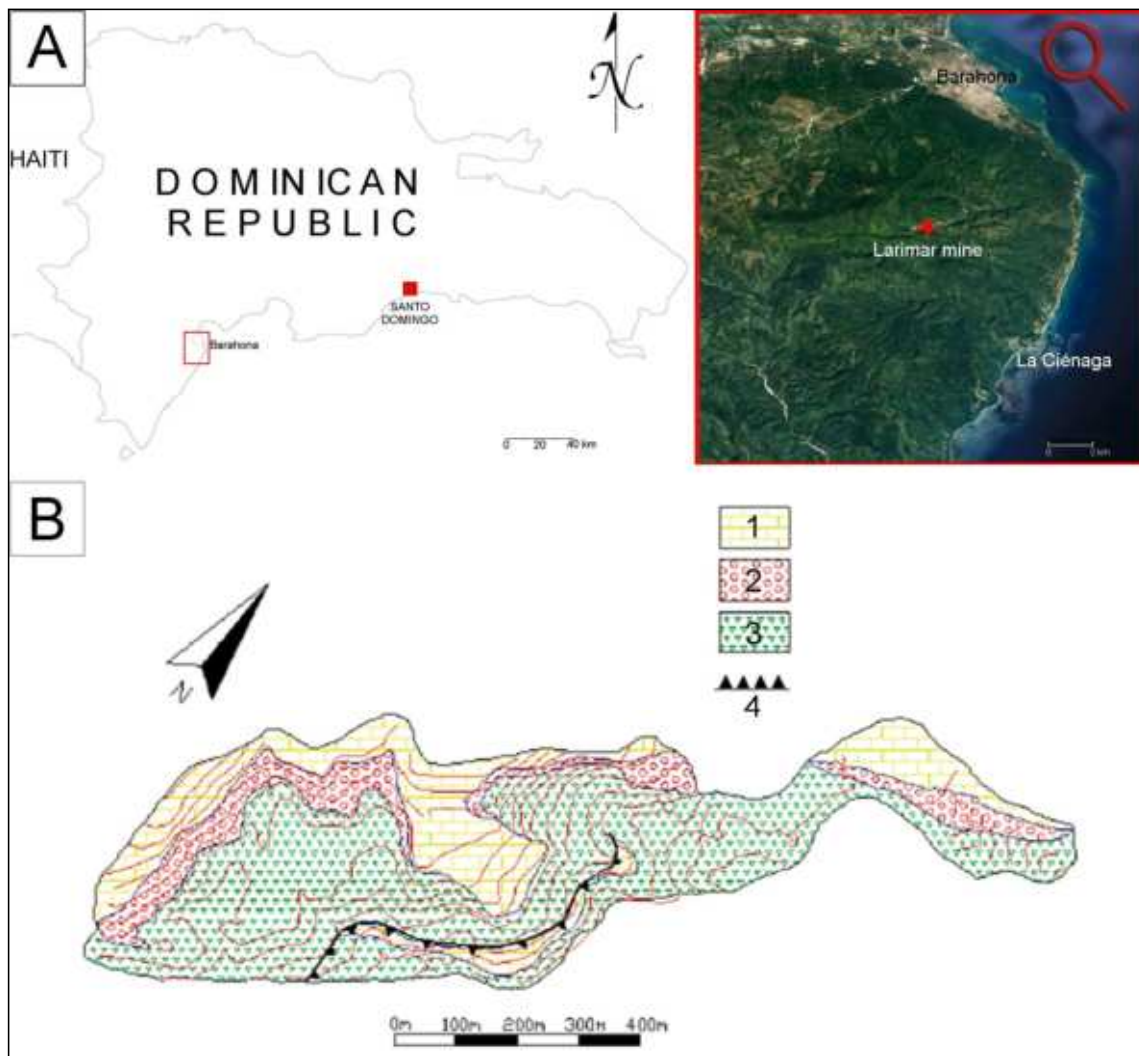 A
N
HAITI
DOMINICAN
REPUBLIC
SANTO
DOMINGO
Barahona
0 20 40 km
Barahona
Larimar mine
La Ciénaga
B
1
2
3
4
N
0m 100m 200m 300m 400m